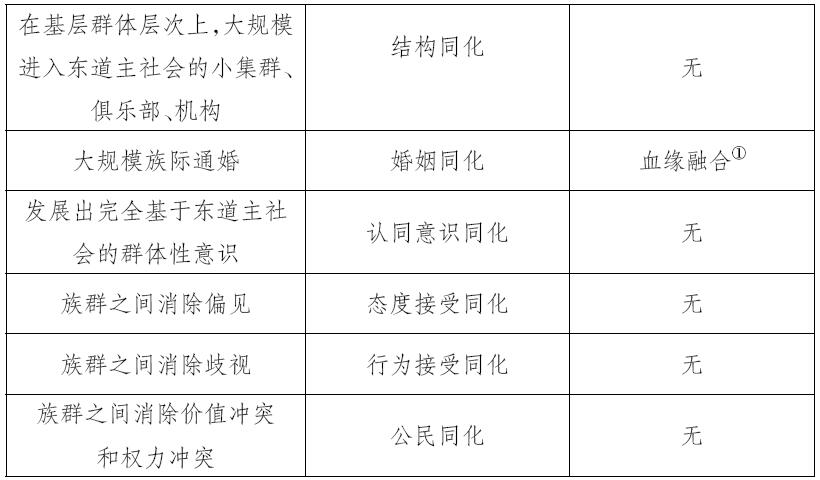 在基层群体层次上，大规模
进入东道主社会的小集群、
俱乐部、机构
结构同化
无
大规模族际通婚
婚姻同化
血缘融合①
发展出完全基于东道主社
会的群体性意识
认同意识同化
无
族群之间消除偏见
态度接受同化
无
族群之间消除歧视
行为接受同化
无
族群之间消除价值冲突
和权力冲突
公民同化
无